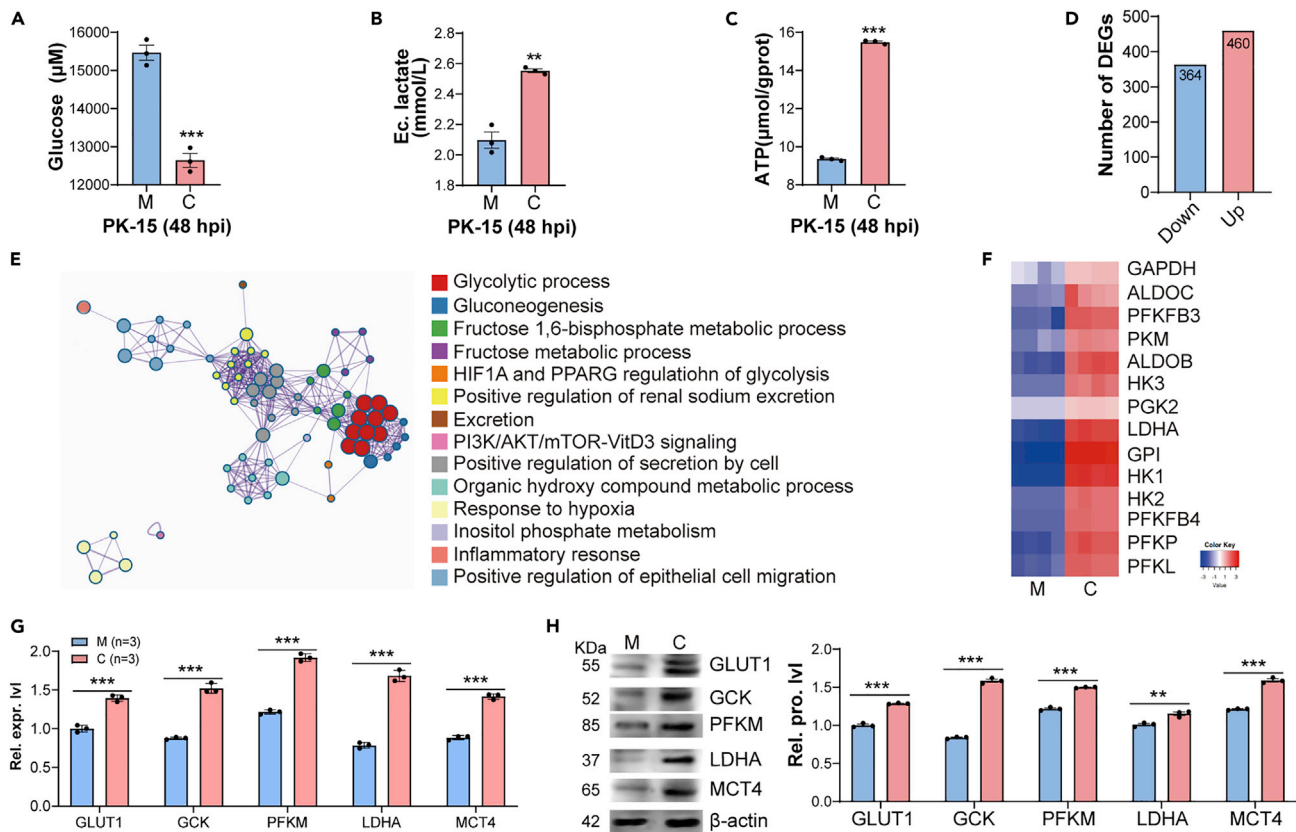 A
Glucose (µM)
16000
15000
14000
13000
12000
***
M
C
PK-15 (48 hpi)
B
Ec. lactate
(mmol/L)
2.8
2.6
2.4
2.2
2.0
1.8
**
M
C
PK-15 (48 hpi)
C
ATP(µmol/gprot)
16
14
12
10
8
***
M
C
PK-15 (48 hpi)
D
Number of DEGs
500
400
300
200
100
0
364
460
Down
Up
E
Glycolytic process
Gluconeogenesis
Fructose 1,6-bisphosphate metabolic process
Fructose metabolic process
HIF1A and PPARG regulatiohn of glycolysis
Positive regulation of renal sodium excretion
Excretion
PI3K/AKT/mTOR-VitD3 signaling
Positive regulation of secretion by cell
Organic hydroxy compound metabolic process
Response to hypoxia
Inositol phosphate metabolism
Inflammatory resonse
Positive regulation of epithelial cell migration
F
GAPDH
ALDOC
PFKFB3
PKM
ALDOB
HK3
PGK2
LDHA
GPI
HK1
HK2
PFKFB4
PFKP
PFKL
M
C
Color Key
-3 -1 1 3
Value
G
Rel. expr. lvl
2.0
1.5
1.0
0.5
0.0
M (n=3)
C (n=3)
***
***
***
***
***
GLUT1
GCK
PFKM
LDHA
MCT4
H
KDa
M
C
55
GLUT1
52
GCK
85
PFKM
37
LDHA
65
MCT4
42
β-actin
Rel. pro. lvl
2.0
1.5
1.0
0.5
0.0
***
***
***
**
***
GLUT1
GCK
PFKM
LDHA
MCT4